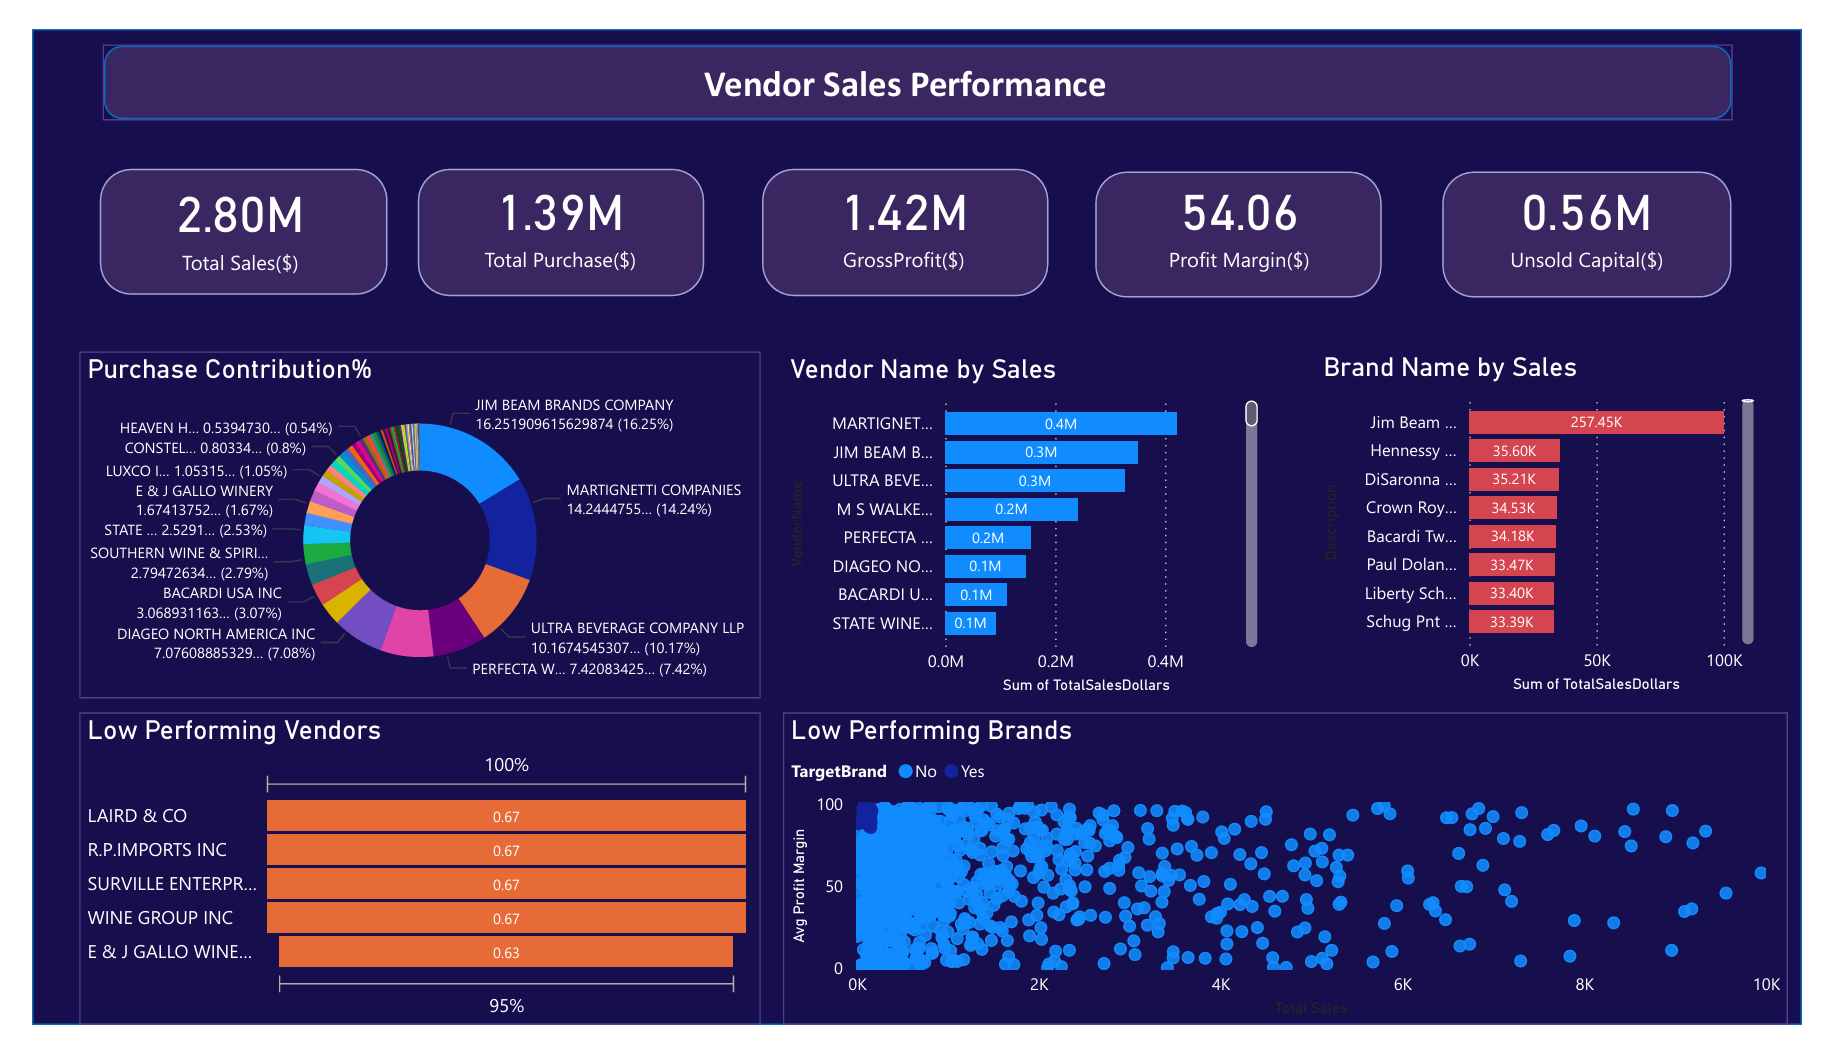 Vendor Sales Performance
2.80M
Total Sales($)
1.39M
Total Purchase($)
1.42M
GrossProfit($)
54.06
Profit Margin($)
0.56M
Unsold Capital($)
Purchase Contribution%
JIM BEAM BRANDS COMPANY
16.251909615629874 (16.25%)
MARTIGNETTI COMPANIES
14.2444755... (14.24%)
ULTRA BEVERAGE COMPANY LLP
10.1674545307... (10.17%)
PERFECTA W... 7.42083425... (7.42%)
HEAVEN H... 0.5394730... (0.54%)
CONSTEL... 0.80334... (0.8%)
LUXCO I... 1.05315... (1.05%)
E & J GALLO WINERY
1.67413752... (1.67%)
STATE ... 2.5291... (2.53%)
SOUTHERN WINE & SPIRI...
2.79472634... (2.79%)
BACARDI USA INC
3.068931163... (3.07%)
DIAGEO NORTH AMERICA INC
7.07608885329... (7.08%)
Vendor Name by Sales
VendorName
MARTIGNET... 0.4M
JIM BEAM B... 0.3M
ULTRA BEVE... 0.3M
M S WALKE... 0.2M
PERFECTA ... 0.2M
DIAGEO NO... 0.1M
BACARDI U... 0.1M
STATE WINE... 0.1M
0.0M 0.2M 0.4M
Sum of TotalSalesDollars
Brand Name by Sales
Description
Jim Beam ... 257.45K
Hennessy ... 35.60K
DiSaronna ... 35.21K
Crown Roy... 34.53K
Bacardi Tw... 34.18K
Paul Dolan... 33.47K
Liberty Sch... 33.40K
Schug Pnt ... 33.39K
0K 50K 100K
Sum of TotalSalesDollars
Low Performing Vendors
100%
LAIRD & CO 0.67
R.P.IMPORTS INC 0.67
SURVILLE ENTERPR... 0.67
WINE GROUP INC 0.67
E & J GALLO WINE... 0.63
95%
Low Performing Brands
TargetBrand No Yes
Avg Profit Margin
100
50
0
0K 2K 4K 6K 8K 10K
Total Sales